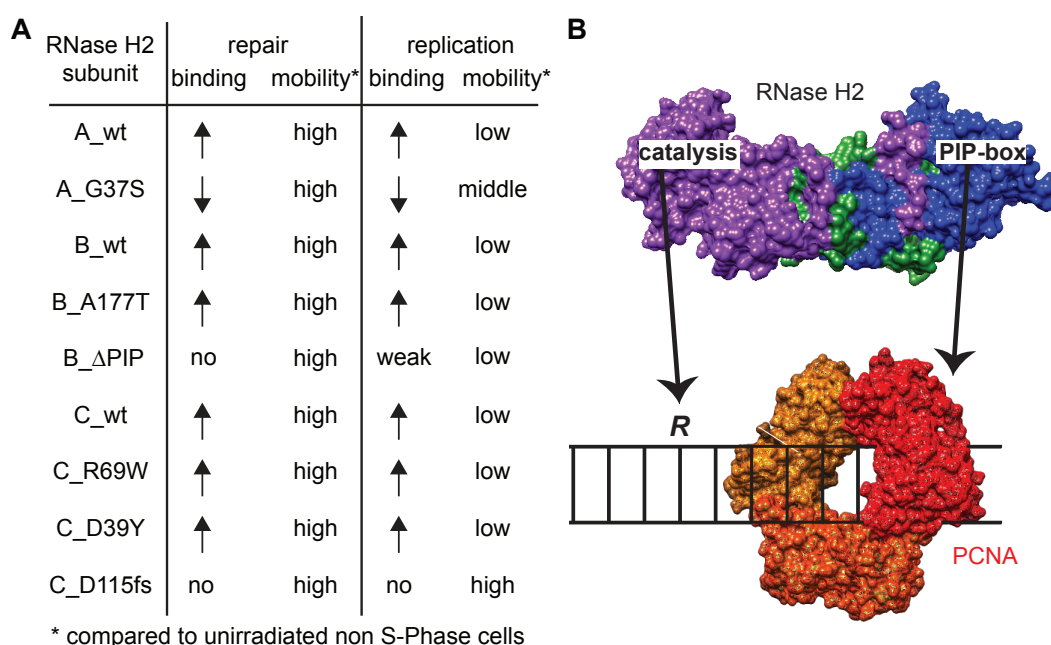 A
RNase H2 subunit repair replication
binding mobility* binding mobility*
A_wt ↑ high ↑ low
A_G37S ↓ high ↓ middle
B_wt ↑ high ↑ low
B_A177T ↑ high ↑ low
B_ΔPIP no high weak low
C_wt ↑ high ↑ low
C_R69W ↑ high ↑ low
C_D39Y ↑ high ↑ low
C_D115fs no high no high
* compared to unirradiated non S-Phase cells
B
RNase H2
catalysis PIP-box
R
PCNA